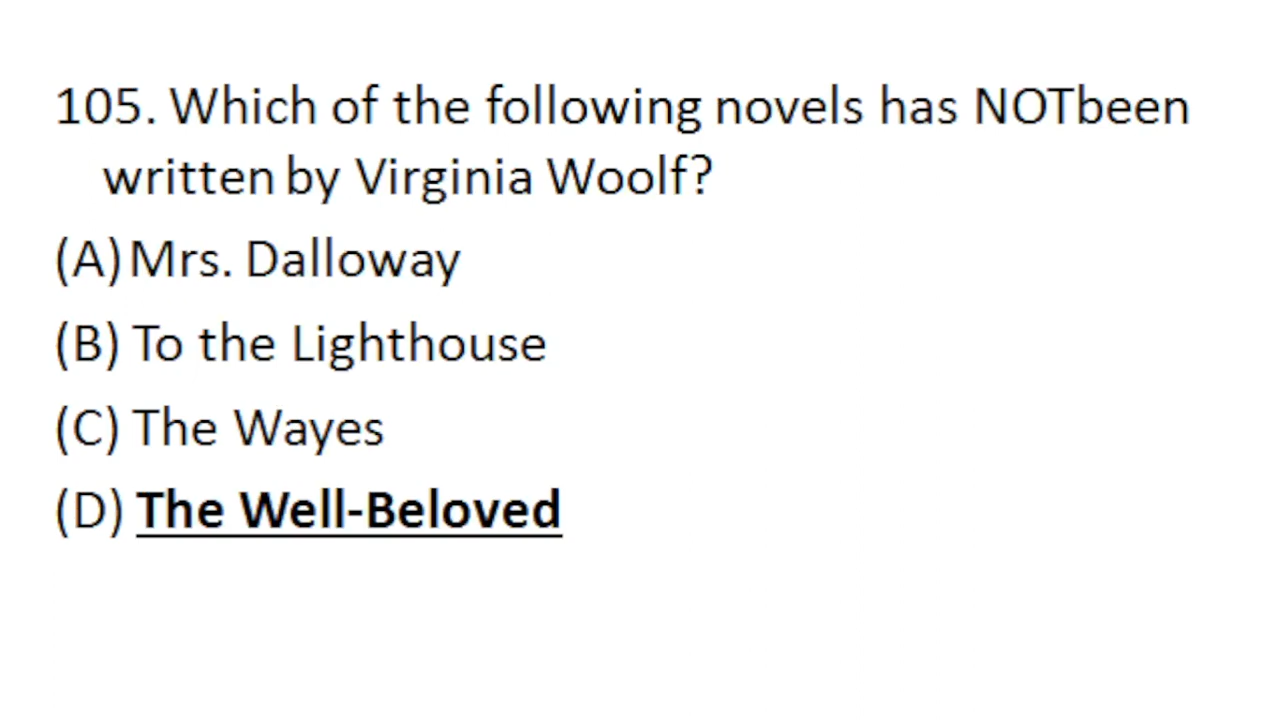 105. Which of the following novels has NOTbeen
written by Virginia Woolf?
(A) Mrs. Dalloway
(B) To the Lighthouse
(C) The Wayes
(D) The Well-Beloved